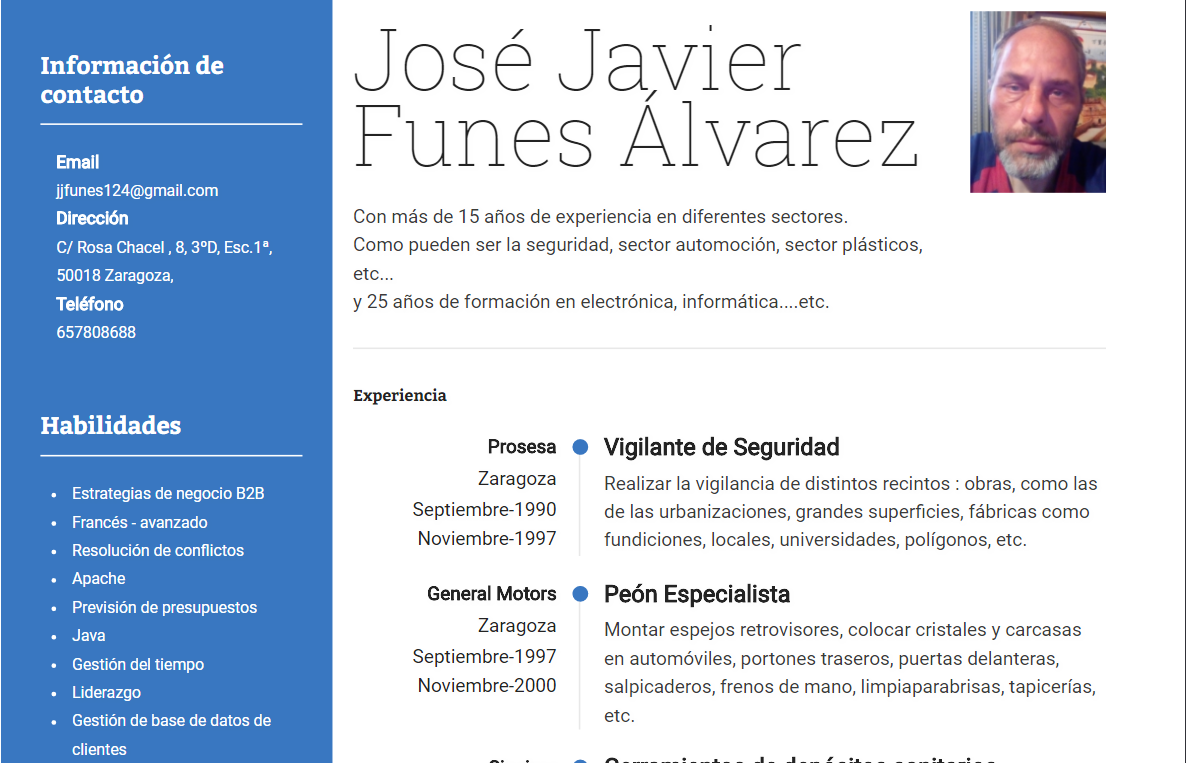 Información de
contacto
Email
jjfunes124@gmail.com
Dirección
C/ Rosa Chacel , 8, 3ºD, Esc.1ª,
50018 Zaragoza,
Teléfono
657808688
Habilidades
• Estrategias de negocio B2B
• Francés - avanzado
• Resolución de conflictos
• Apache
• Previsión de presupuestos
• Java
• Gestión del tiempo
• Liderazgo
• Gestión de base de datos de
clientes
José Javier
Funes Álvarez
Con más de 15 años de experiencia en diferentes sectores.
Como pueden ser la seguridad, sector automoción, sector plásticos,
etc...
y 25 años de formación en electrónica, informática....etc.
Experiencia
Prosesa
Zaragoza
Septiembre-1990
Noviembre-1997
Vigilante de Seguridad
Realizar la vigilancia de distintos recintos : obras, como las
de las urbanizaciones, grandes superficies, fábricas como
fundiciones, locales, universidades, polígonos, etc.
General Motors
Zaragoza
Septiembre-1997
Noviembre-2000
Peón Especialista
Montar espejos retrovisores, colocar cristales y carcasas
en automóviles, portones traseros, puertas delanteras,
salpicaderos, frenos de mano, limpiaparabrisas, tapicerías,
etc.